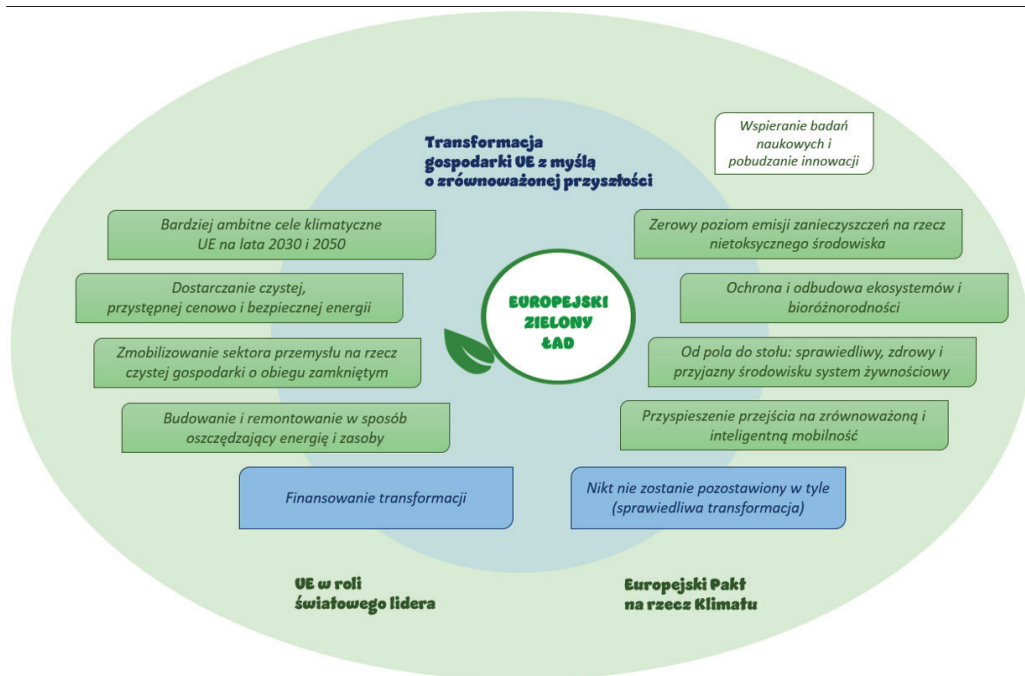 Wspieranie badań
naukowych i
pobudzanie innowacji
Transformacja
gospodarki UE z myślą
o zrównoważonej przyszłości
Bardziej ambitne cele klimatyczne
UE na lata 2030 i 2050
Dostarczanie czystej,
przystępnej cenowo i bezpiecznej energii
Zmobilizowanie sektora przemysłu na rzecz
czystej gospodarki o obiegu zamkniętym
Budowanie i remontowanie w sposób
oszczędzający energię i zasoby
EUROPEJSKI
ZIELONY
ŁAD
Zerowy poziom emisji zanieczyszczeń na rzecz
nietoksycznego środowiska
Ochrona i odbudowa ekosystemów i
bioróżnorodności
Od pola do stołu: sprawiedliwy, zdrowy i
przyjazny środowisku system żywnościowy
Przyspieszenie przejścia na zrównoważoną i
inteligentną mobilność
Finansowanie transformacji
Nikt nie zostanie pozostawiony w tyle
(sprawiedliwa transformacja)
UE w roli
światowego lidera
Europejski Pakt
na rzecz Klimatu